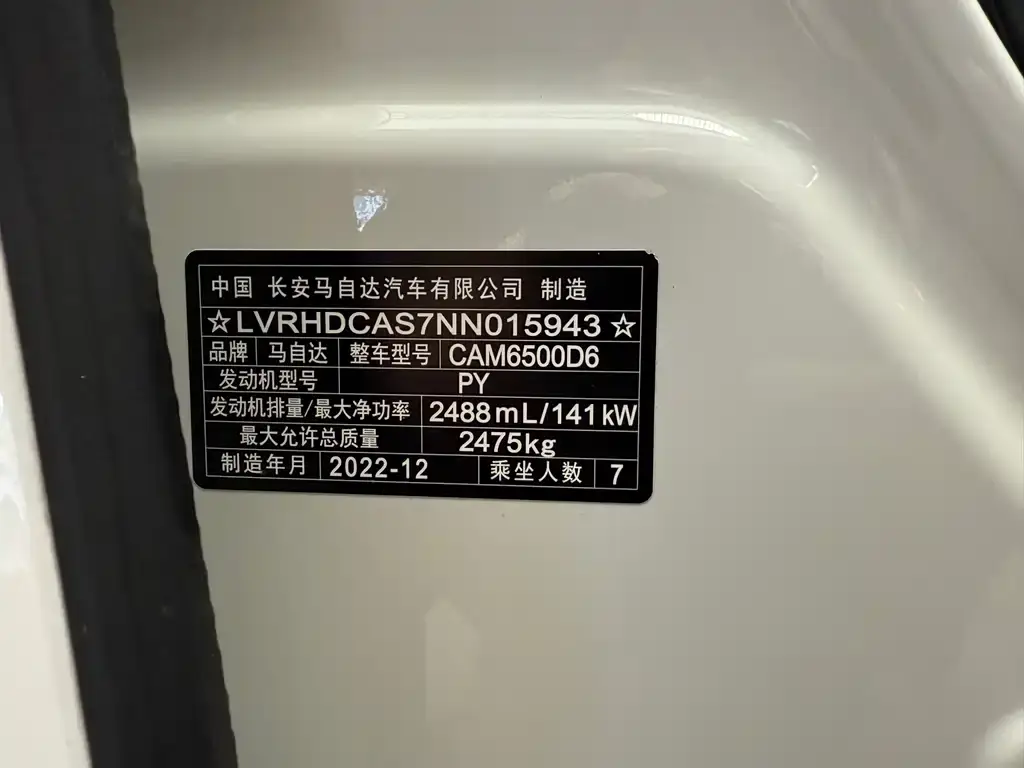 中国 长安马自达汽车有限公司 制造
☆LVRHDCAS7NN015943☆
品牌 马自达 整车型号 CAM6500D6
发动机型号 PY
发动机排量/最大净功率 2488mL/141kW
最大允许总质量 2475kg
制造年月 2022-12 乘坐人数 7